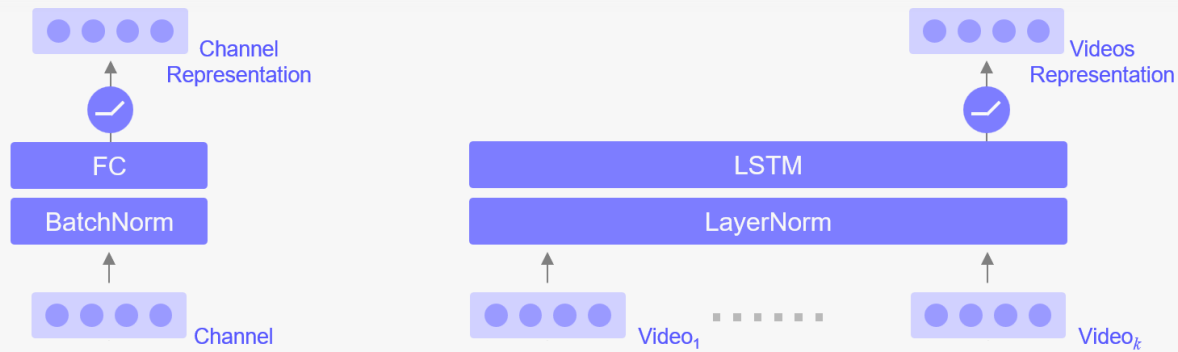 Channel
Representation
Videos
Representation
FC
LSTM
BatchNorm
LayerNorm
Channel
Video₁
Videoₖ